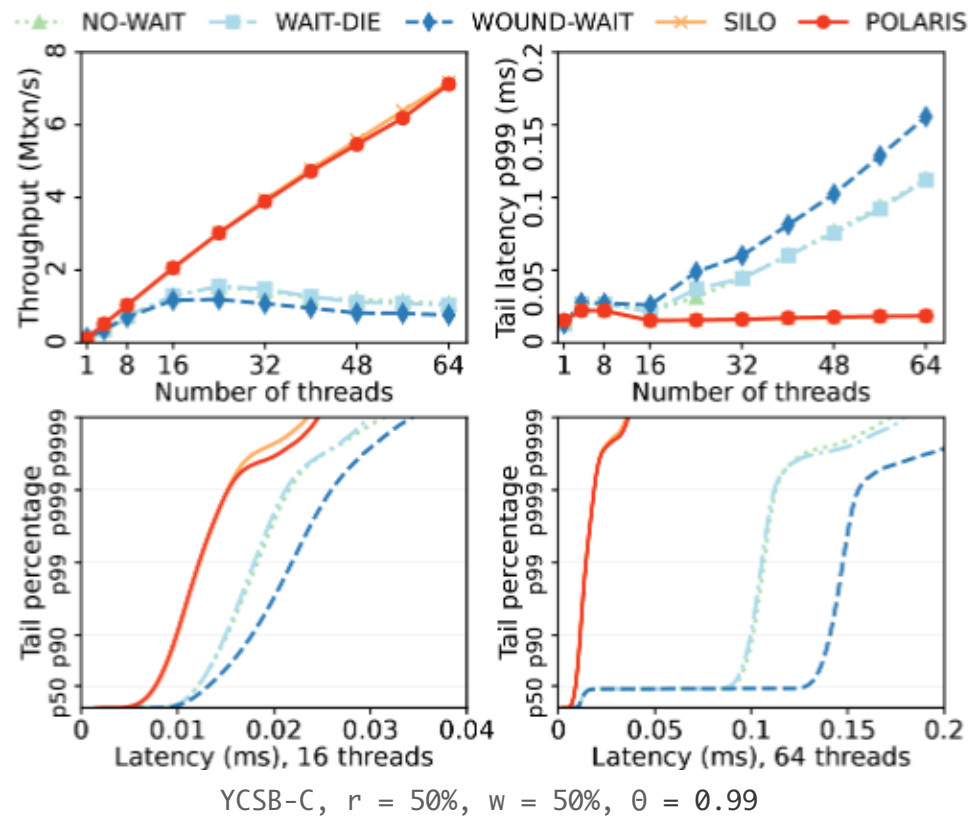 NO-WAIT WAIT-DIE WOUND-WAIT SILO POLARIS
Throughput (Mtxn/s)
8
6
4
2
0
1 8 16 32 48 64
Number of threads
Tail latency p999 (ms)
0.2
0.15
0.1
0.05
0
1 8 16 32 48 64
Number of threads
Tail percentage
p9999
p999
p999
p90
p50
0 0.01 0.02 0.03 0.04
Latency (ms), 16 threads
Tail percentage
p9999
p999
p999
p90
p50
0 0.05 0.1 0.15 0.2
Latency (ms), 64 threads
YCSB-C, r = 50%, w = 50%, Θ = 0.99